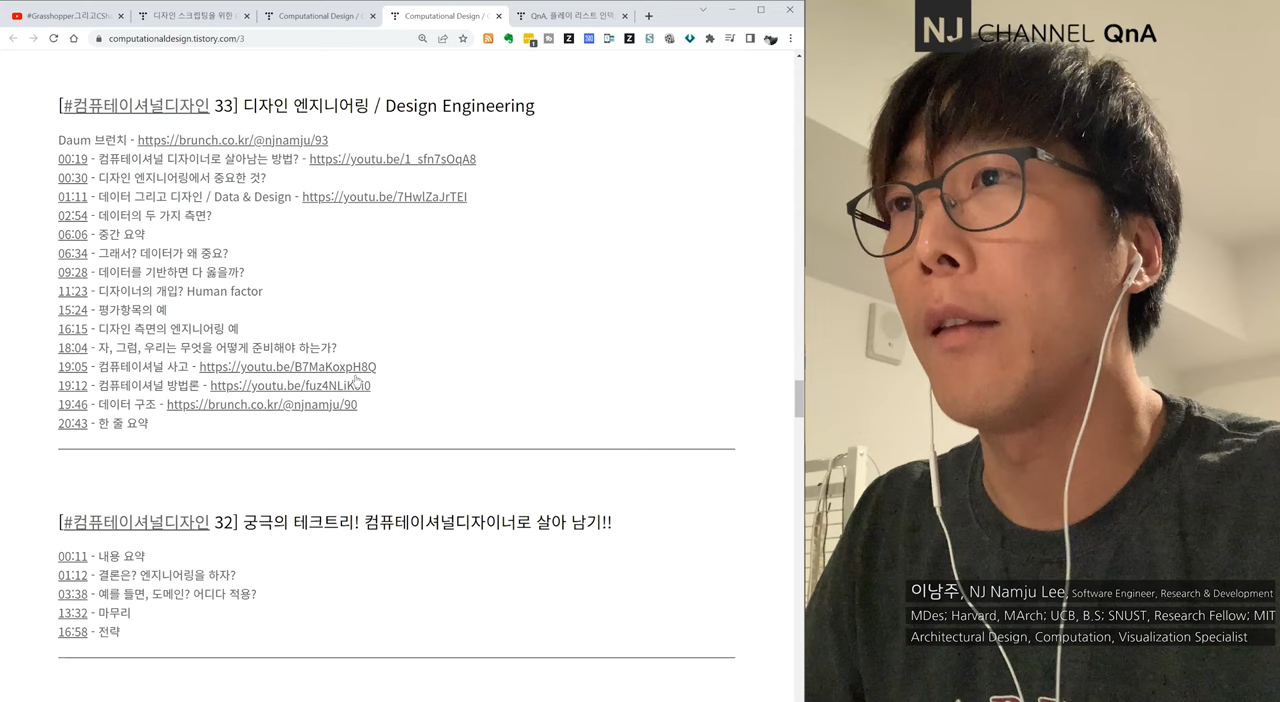 #Grasshopper그리고CSh
디자인 스크립팅을 위한
Computational Design /
Computational Design / C
QnA, 플레이 리스트 인덱
computationaldesign.tistory.com/3
[#컴퓨테이셔널디자인 33] 디자인 엔지니어링 / Design Engineering
Daum 브런치 - https://brunch.co.kr/@njnamju/93
00:19 - 컴퓨테이셔널 디자이너로 살아남는 방법? - https://youtu.be/1_sfn7sOqA8
00:30 - 디자인 엔지니어링에서 중요한 것?
01:11 - 데이터 그리고 디자인 / Data & Design - https://youtu.be/7HwlZaJrTEI
02:54 - 데이터의 두 가지 측면?
06:06 - 중간 요약
06:34 - 그래서? 데이터가 왜 중요?
09:28 - 데이터를 기반하면 다 옳을까?
11:23 - 디자이너의 개입? Human factor
15:24 - 평가항목의 예
16:15 - 디자인 측면의 엔지니어링 예
18:04 - 자, 그럼, 우리는 무엇을 어떻게 준비해야 하는가?
19:05 - 컴퓨테이셔널 사고 - https://youtu.be/B7MaKoxpH8Q
19:12 - 컴퓨테이셔널 방법론 -
19:46 - 데이터 구조 - https://brunch.co.kr/@njnamju/90
20:43 - 한 줄 요약
[#컴퓨테이셔널디자인 32] 궁극의 테크트리! 컴퓨테이셔널디자이너로 살아 남기!!
00:11 - 내용 요약
01:12 - 결론은? 엔지니어링을 하자?
03:38 - 예를 들면, 도메인? 어디다 적용?
13:32 - 마무리
16:58 - 전략
NJ CHANNEL QnA
이남주, NJ Namju Lee, Software Engineer, Research & Development
MDes; Harvard, MArch; UCB, B.S; SNUST, Research Fellow; MIT
Architectural Design, Computation, Visualization Specialist